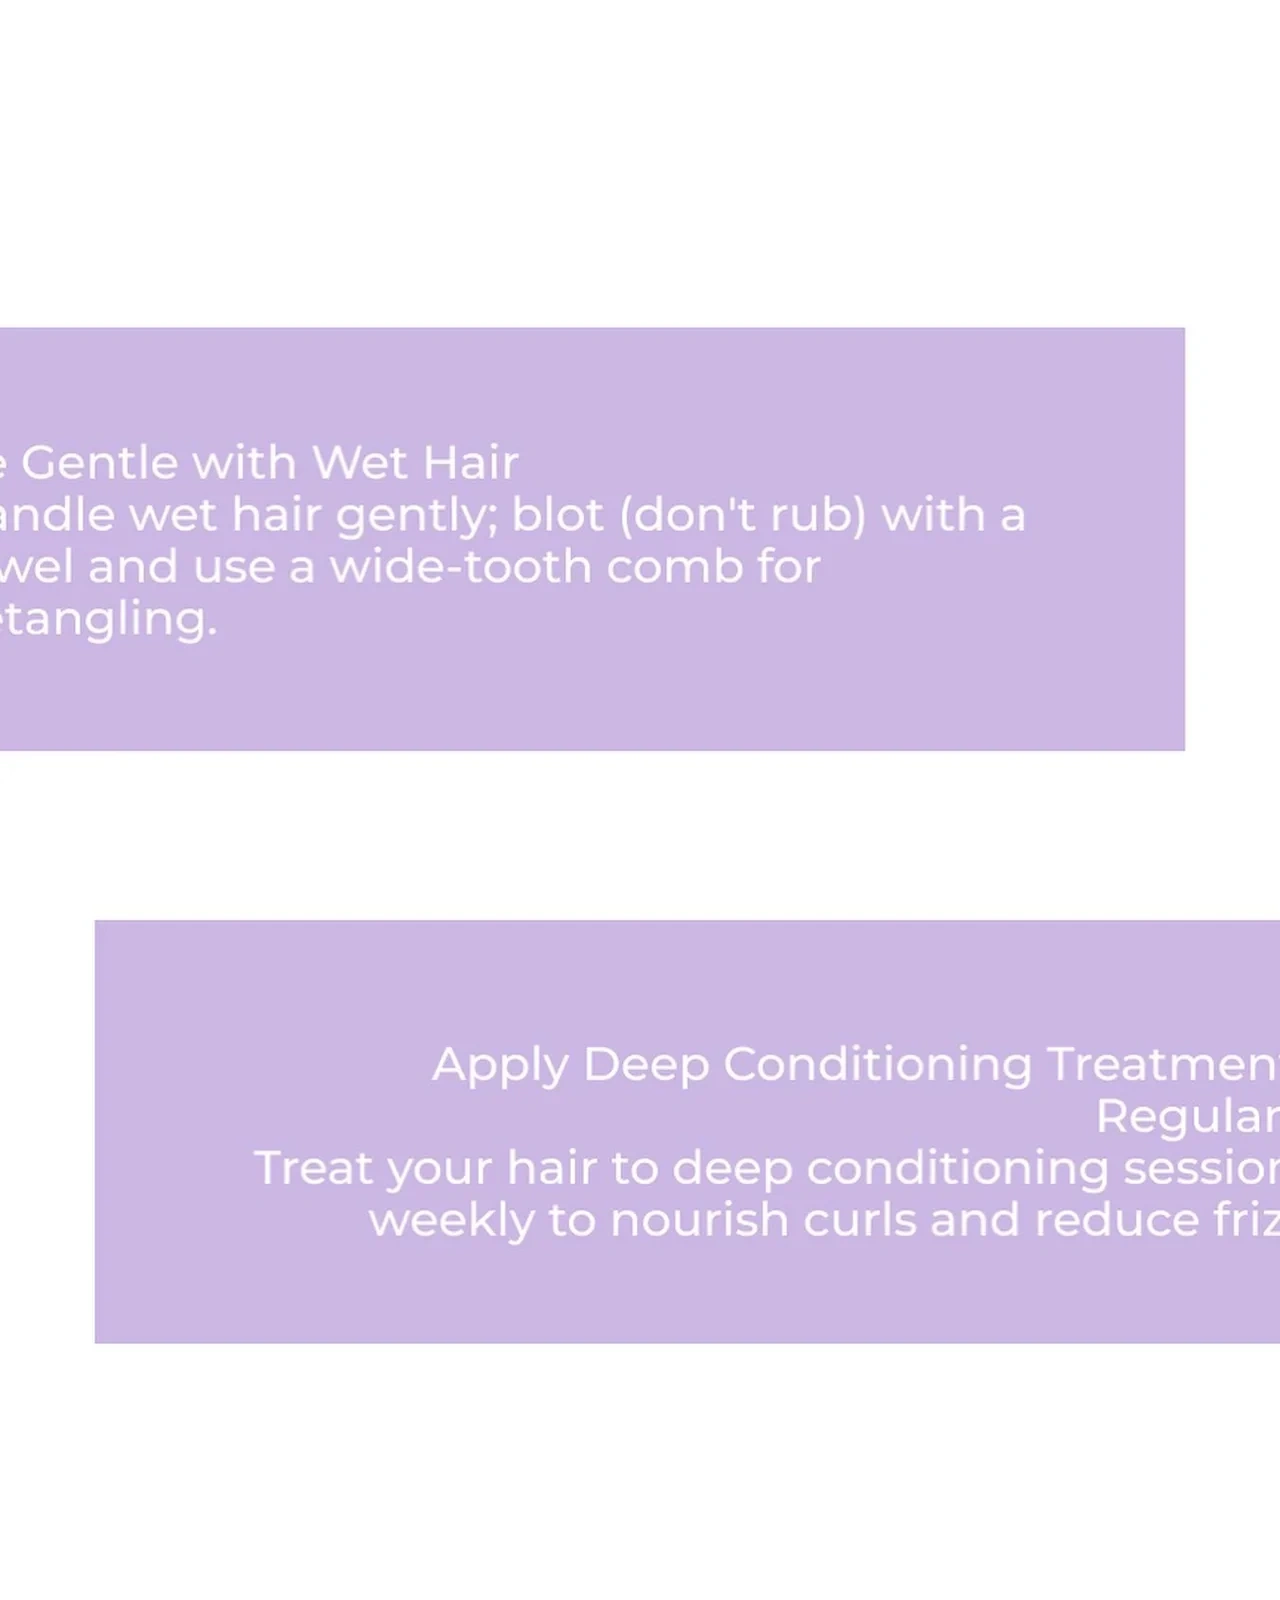 Gentle with Wet Hair
andle wet hair gently; blot (don't rub) with a
wel and use a wide-tooth comb for
etangling.
Apply Deep Conditioning Treatmen
Regular
Treat your hair to deep conditioning session
weekly to nourish curls and reduce friz